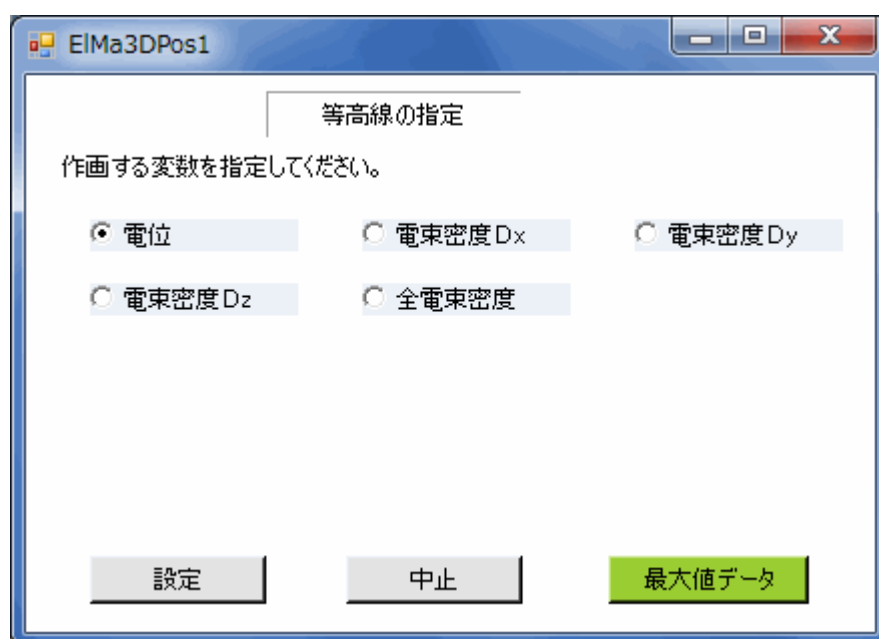 ElMa3DPos1
等高線の指定
作画する変数を指定してください。
電位 電束密度Dx 電束密度Dy
電束密度Dz 全電束密度
設定 中止 最大値データ